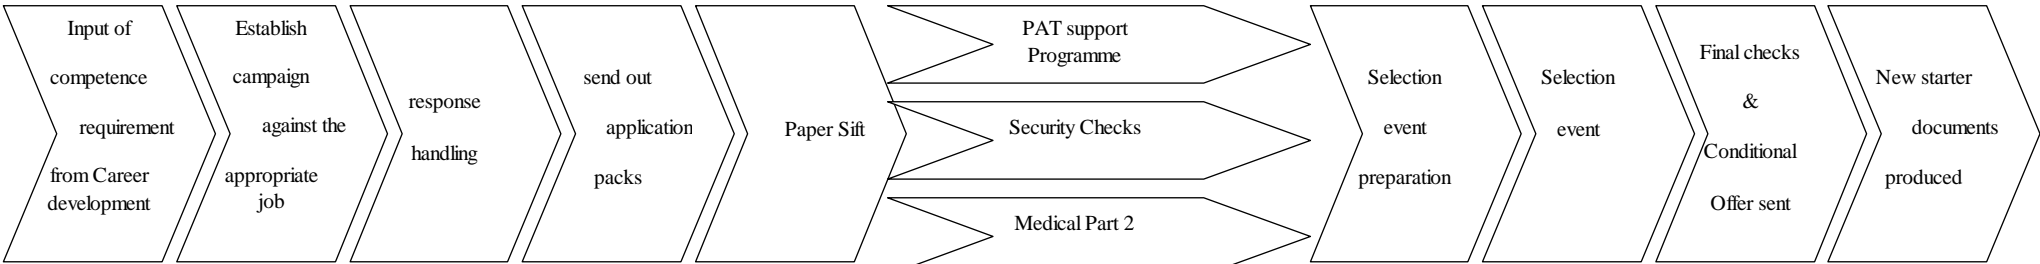 Input of
competence
requirement
from Career
development
Establish
campaign
against the
appropriate
job
response
handling
send out
application
packs
Paper Sift
PAT support
Programme
Security Checks
Medical Part 2
Selection
event
preparation
Selection
event
Final checks
&
Conditional
Offer sent
New starter
documents
produced